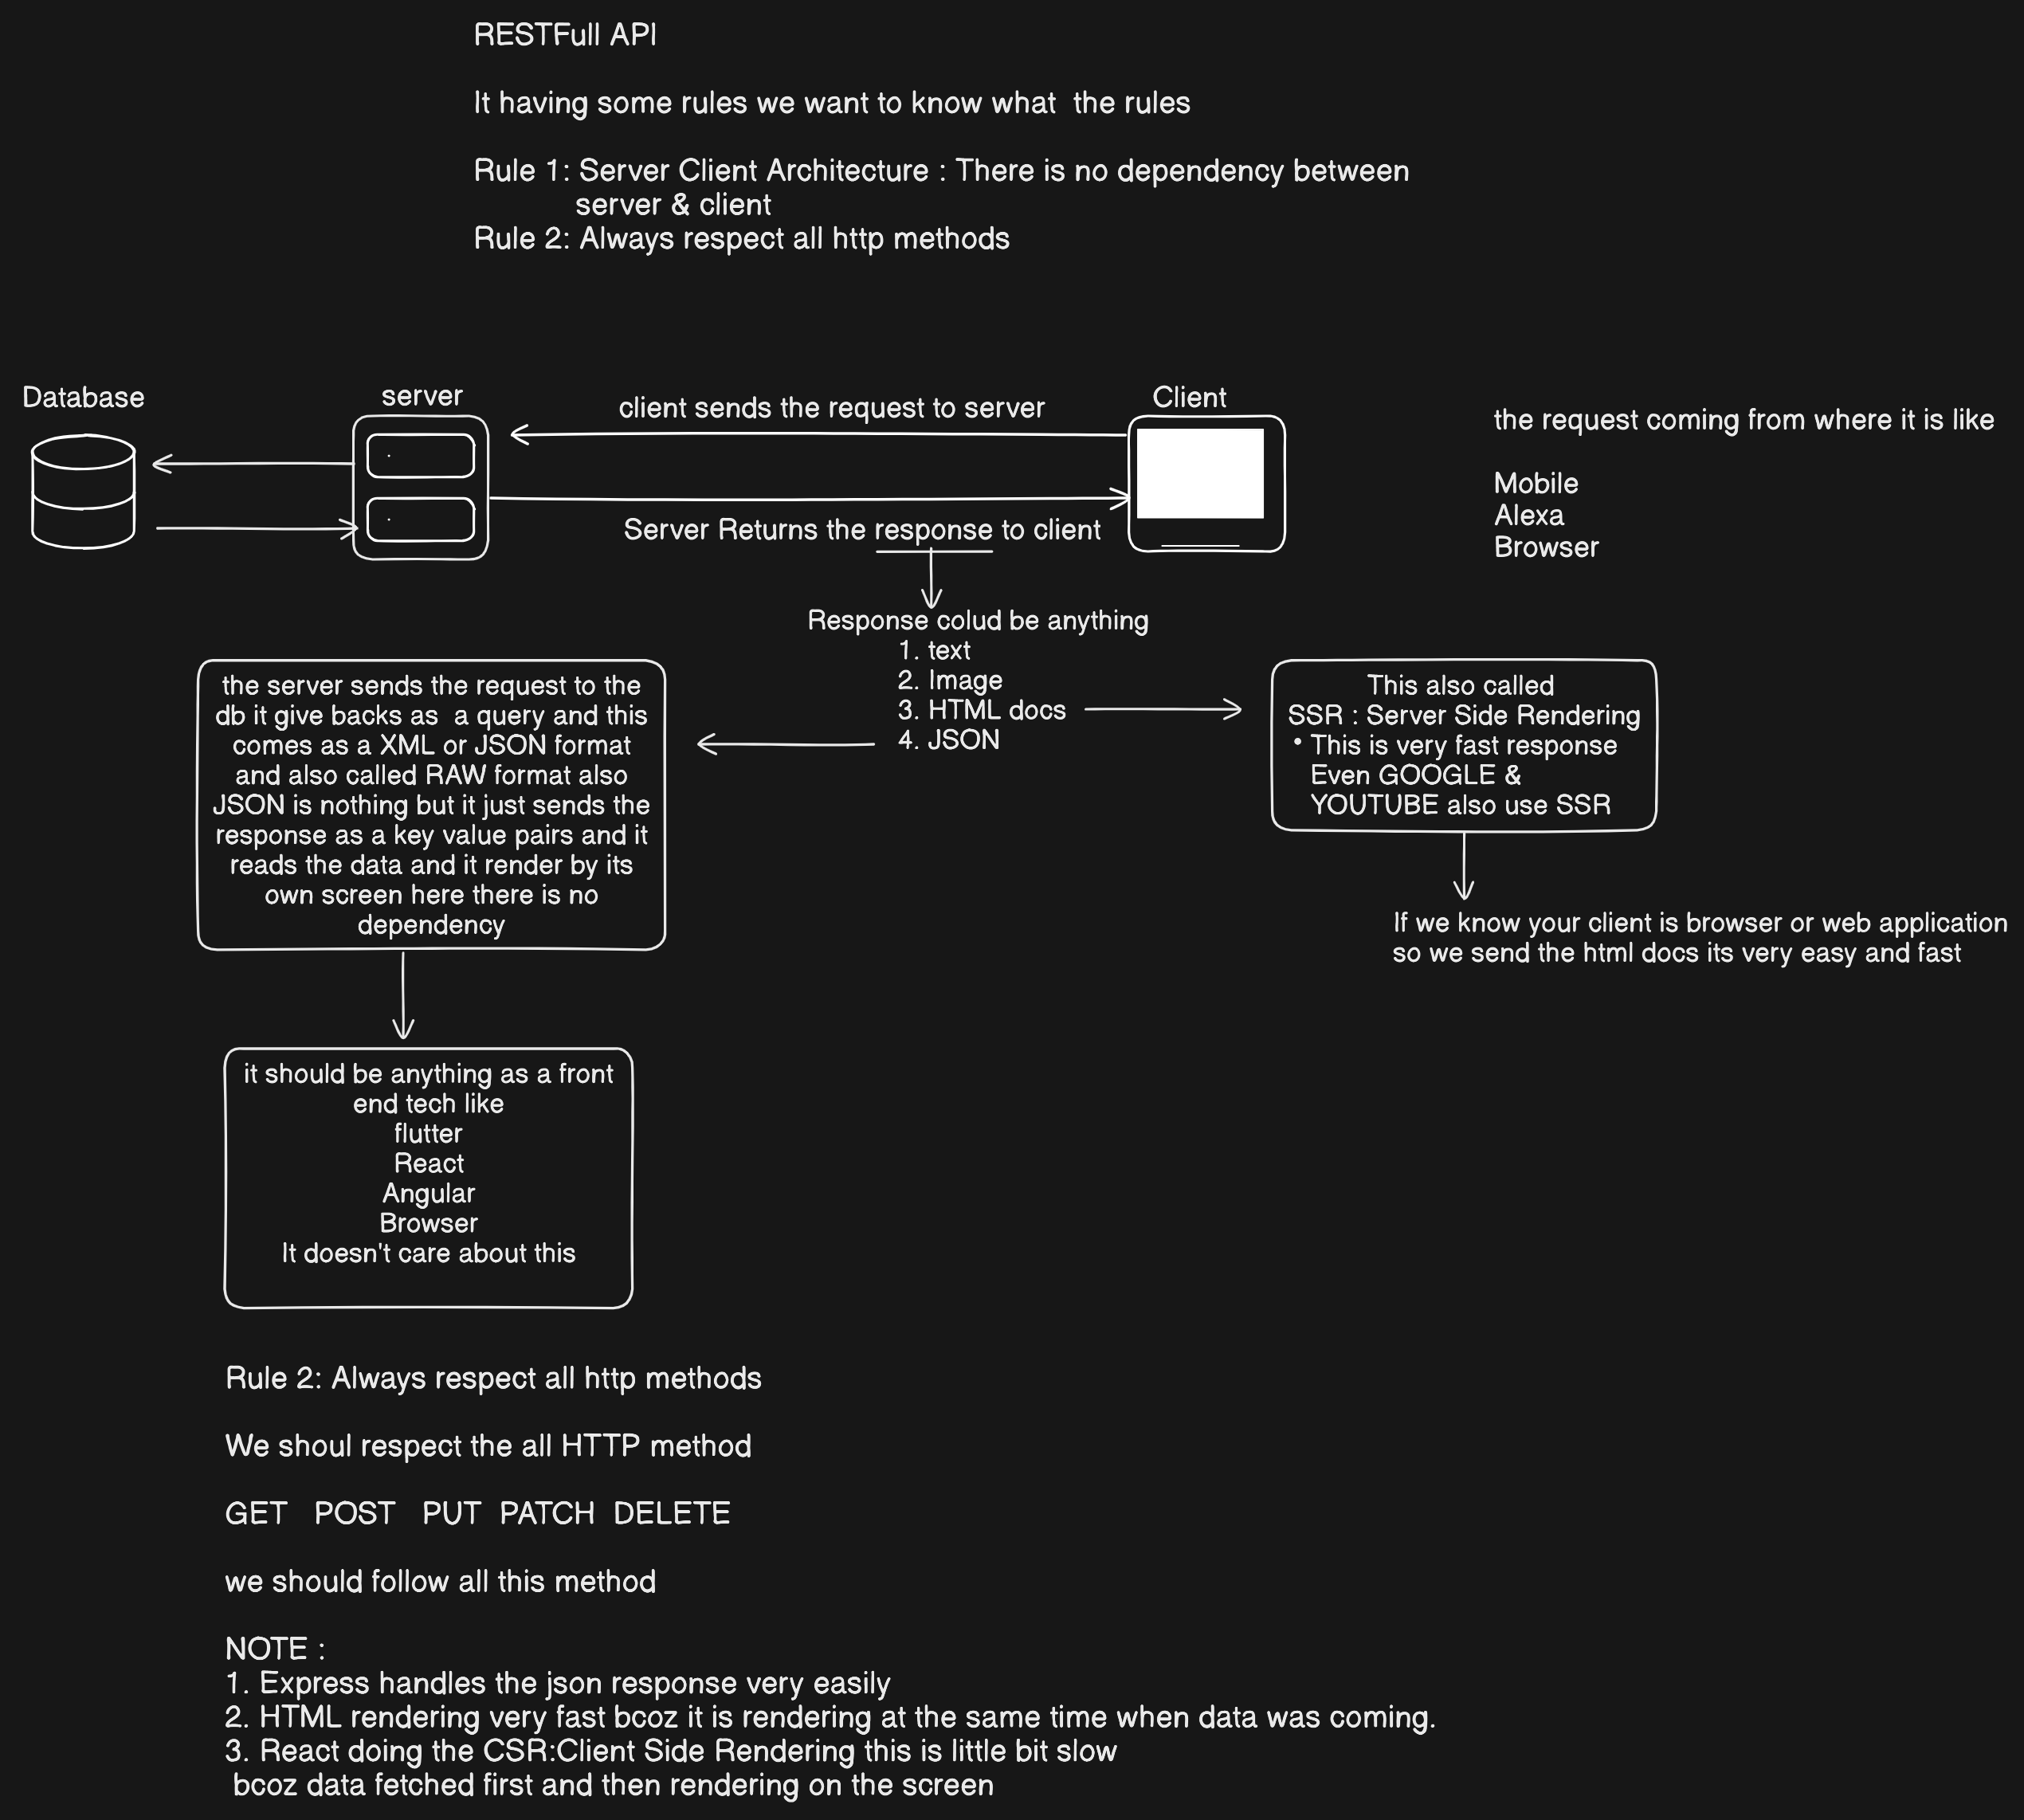 RESTFull API
It having some rules we want to know what  the rules
Rule 1: Server Client Architecture : There is no dependency between
server & client
Rule 2: Always respect all http methods
Database
server
client sends the request to server
Client
the request coming from where it is like
Mobile
Alexa
Browser
Server Returns the response to client
Response colud be anything
1. text
2. Image
3. HTML docs
4. JSON
the server sends the request to the
db it give backs as  a query and this
comes as a XML or JSON format
and also called RAW format also
JSON is nothing but it just sends the
response as a key value pairs and it
reads the data and it render by its
own screen here there is no
dependency
This also called
SSR : Server Side Rendering
• This is very fast response
Even GOOGLE &
YOUTUBE also use SSR
If we know your client is browser or web application
so we send the html docs its very easy and fast
it should be anything as a front
end tech like
flutter
React
Angular
Browser
It doesn't care about this
Rule 2: Always respect all http methods
We shoul respect the all HTTP method
GET   POST   PUT  PATCH  DELETE
we should follow all this method
NOTE :
1. Express handles the json response very easily
2. HTML rendering very fast bcoz it is rendering at the same time when data was coming.
3. React doing the CSR:Client Side Rendering this is little bit slow
bcoz data fetched first and then rendering on the screen